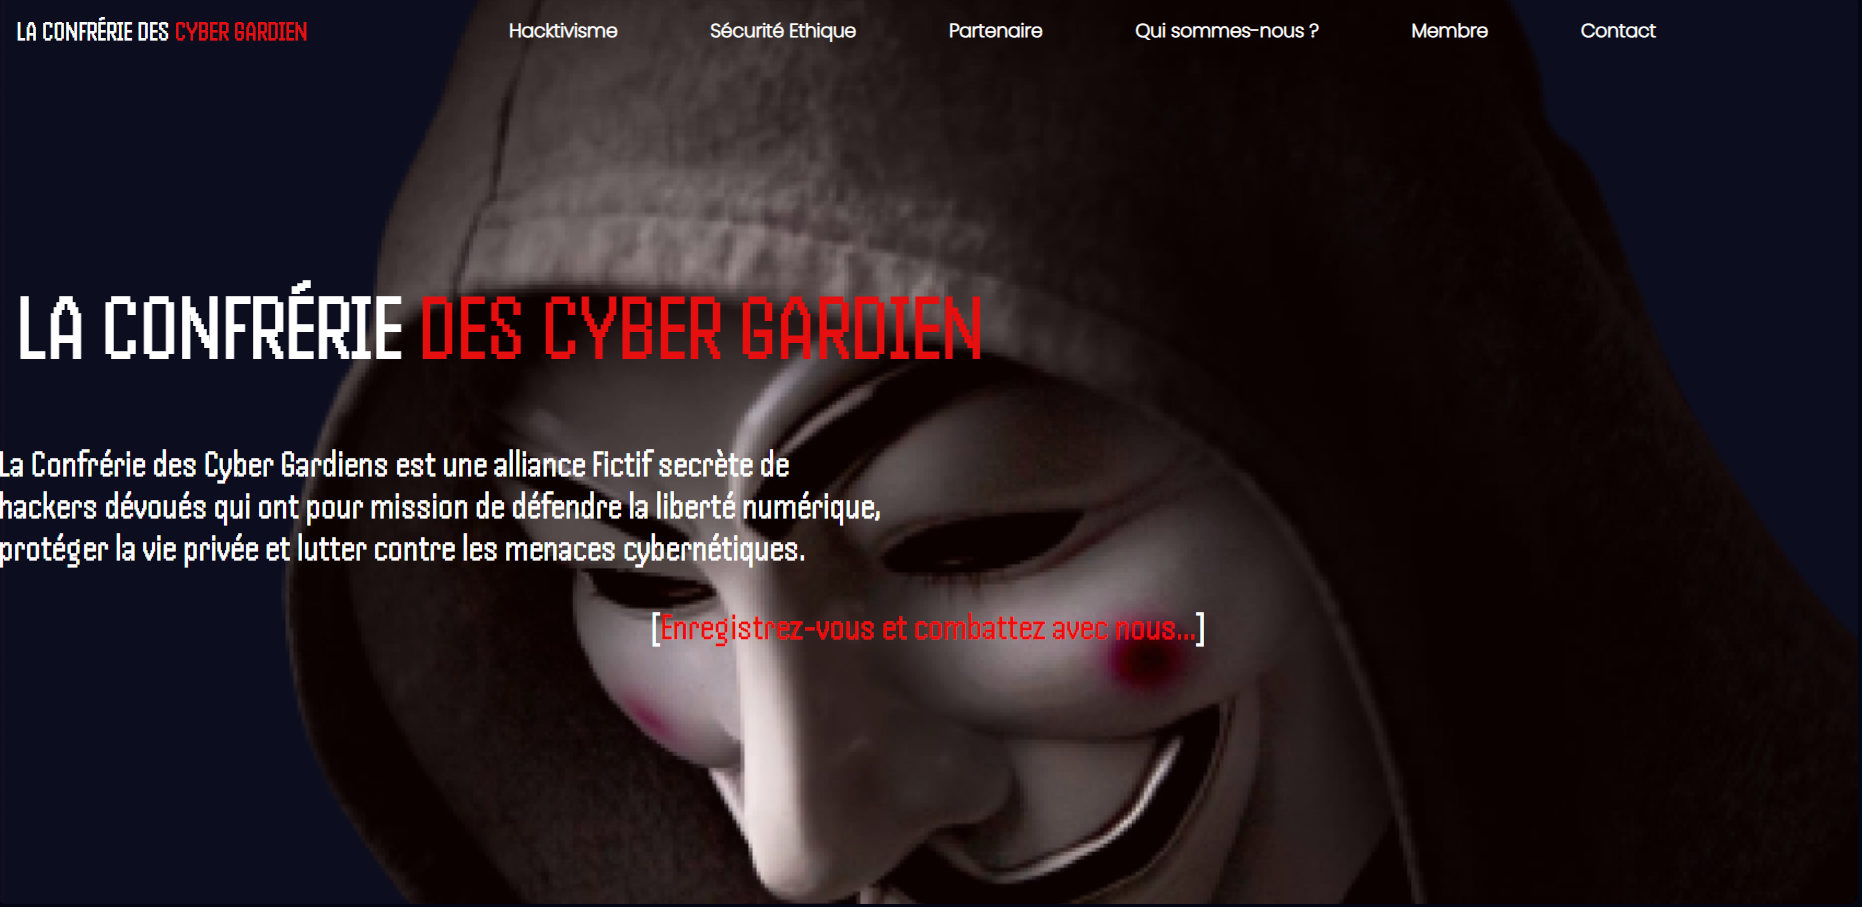 LA CONFRÉRIE DES CYBER GARDIEN
Hacktivisme
Sécurité Ethique
Partenaire
Qui sommes-nous ?
Membre
Contact
LA CONFRÉRIE DES CYBER GARDIEN
La Confrérie des Cyber Gardiens est une alliance Fictif secrète de
hackers dévoués qui ont pour mission de défendre la liberté numérique,
protéger la vie privée et lutter contre les menaces cybernétiques.
[Enregistrez-vous et combattez avec nous...]